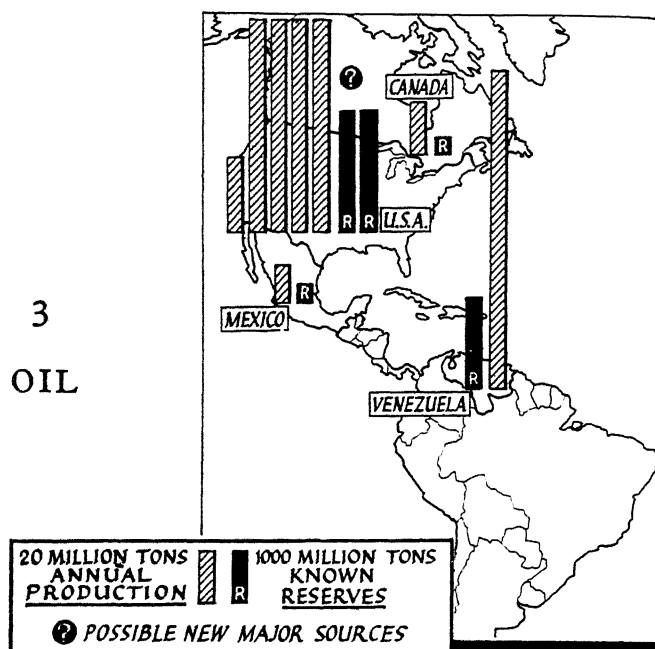 3
OIL
?
CANADA
R
R
R
U.S.A.
R
MEXICO
R
VENEZUELA
20 MILLION TONS
ANNUAL
PRODUCTION
R
1000 MILLION TONS
KNOWN
RESERVES
? POSSIBLE NEW MAJOR SOURCES